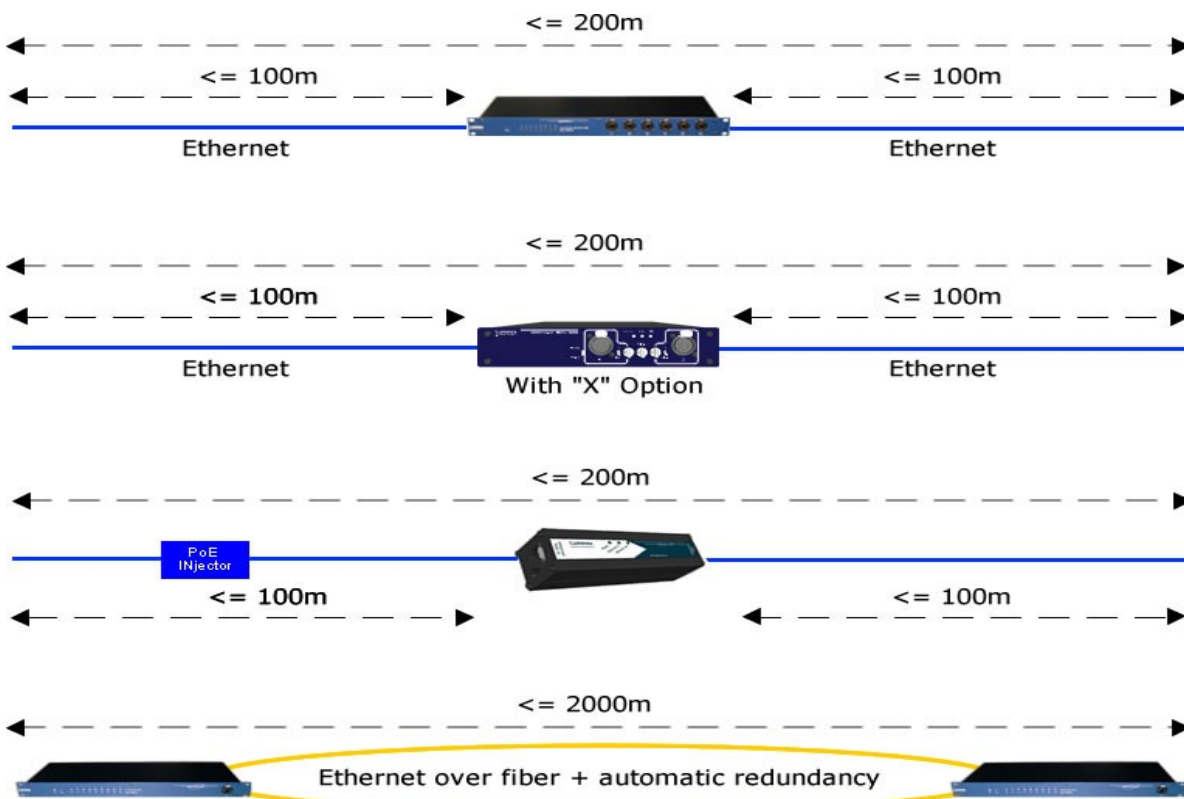 <= 200m
<= 100m
<= 100m
Ethernet
Ethernet
<= 200m
<= 100m
<= 100m
Ethernet
Ethernet
With "X" Option
<= 200m
PoE
INjector
<= 100m
<= 100m
<= 2000m
Ethernet over fiber + automatic redundancy